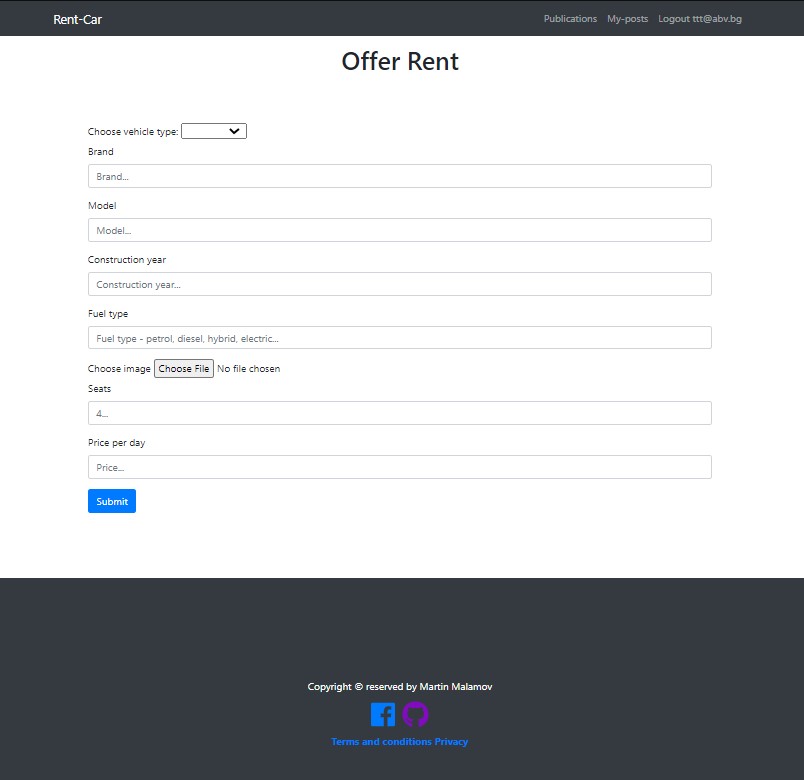 Rent-Car Publications My-posts Logout ttt@abv.bg
Offer Rent
Choose vehicle type:
Brand
Brand...
Model
Model...
Construction year
Construction year...
Fuel type
Fuel type - petrol, diesel, hybrid, electric...
Choose image Choose File No file chosen
Seats
4...
Price per day
Price...
Submit
Copyright © reserved by Martin Malamov
Terms and conditions Privacy